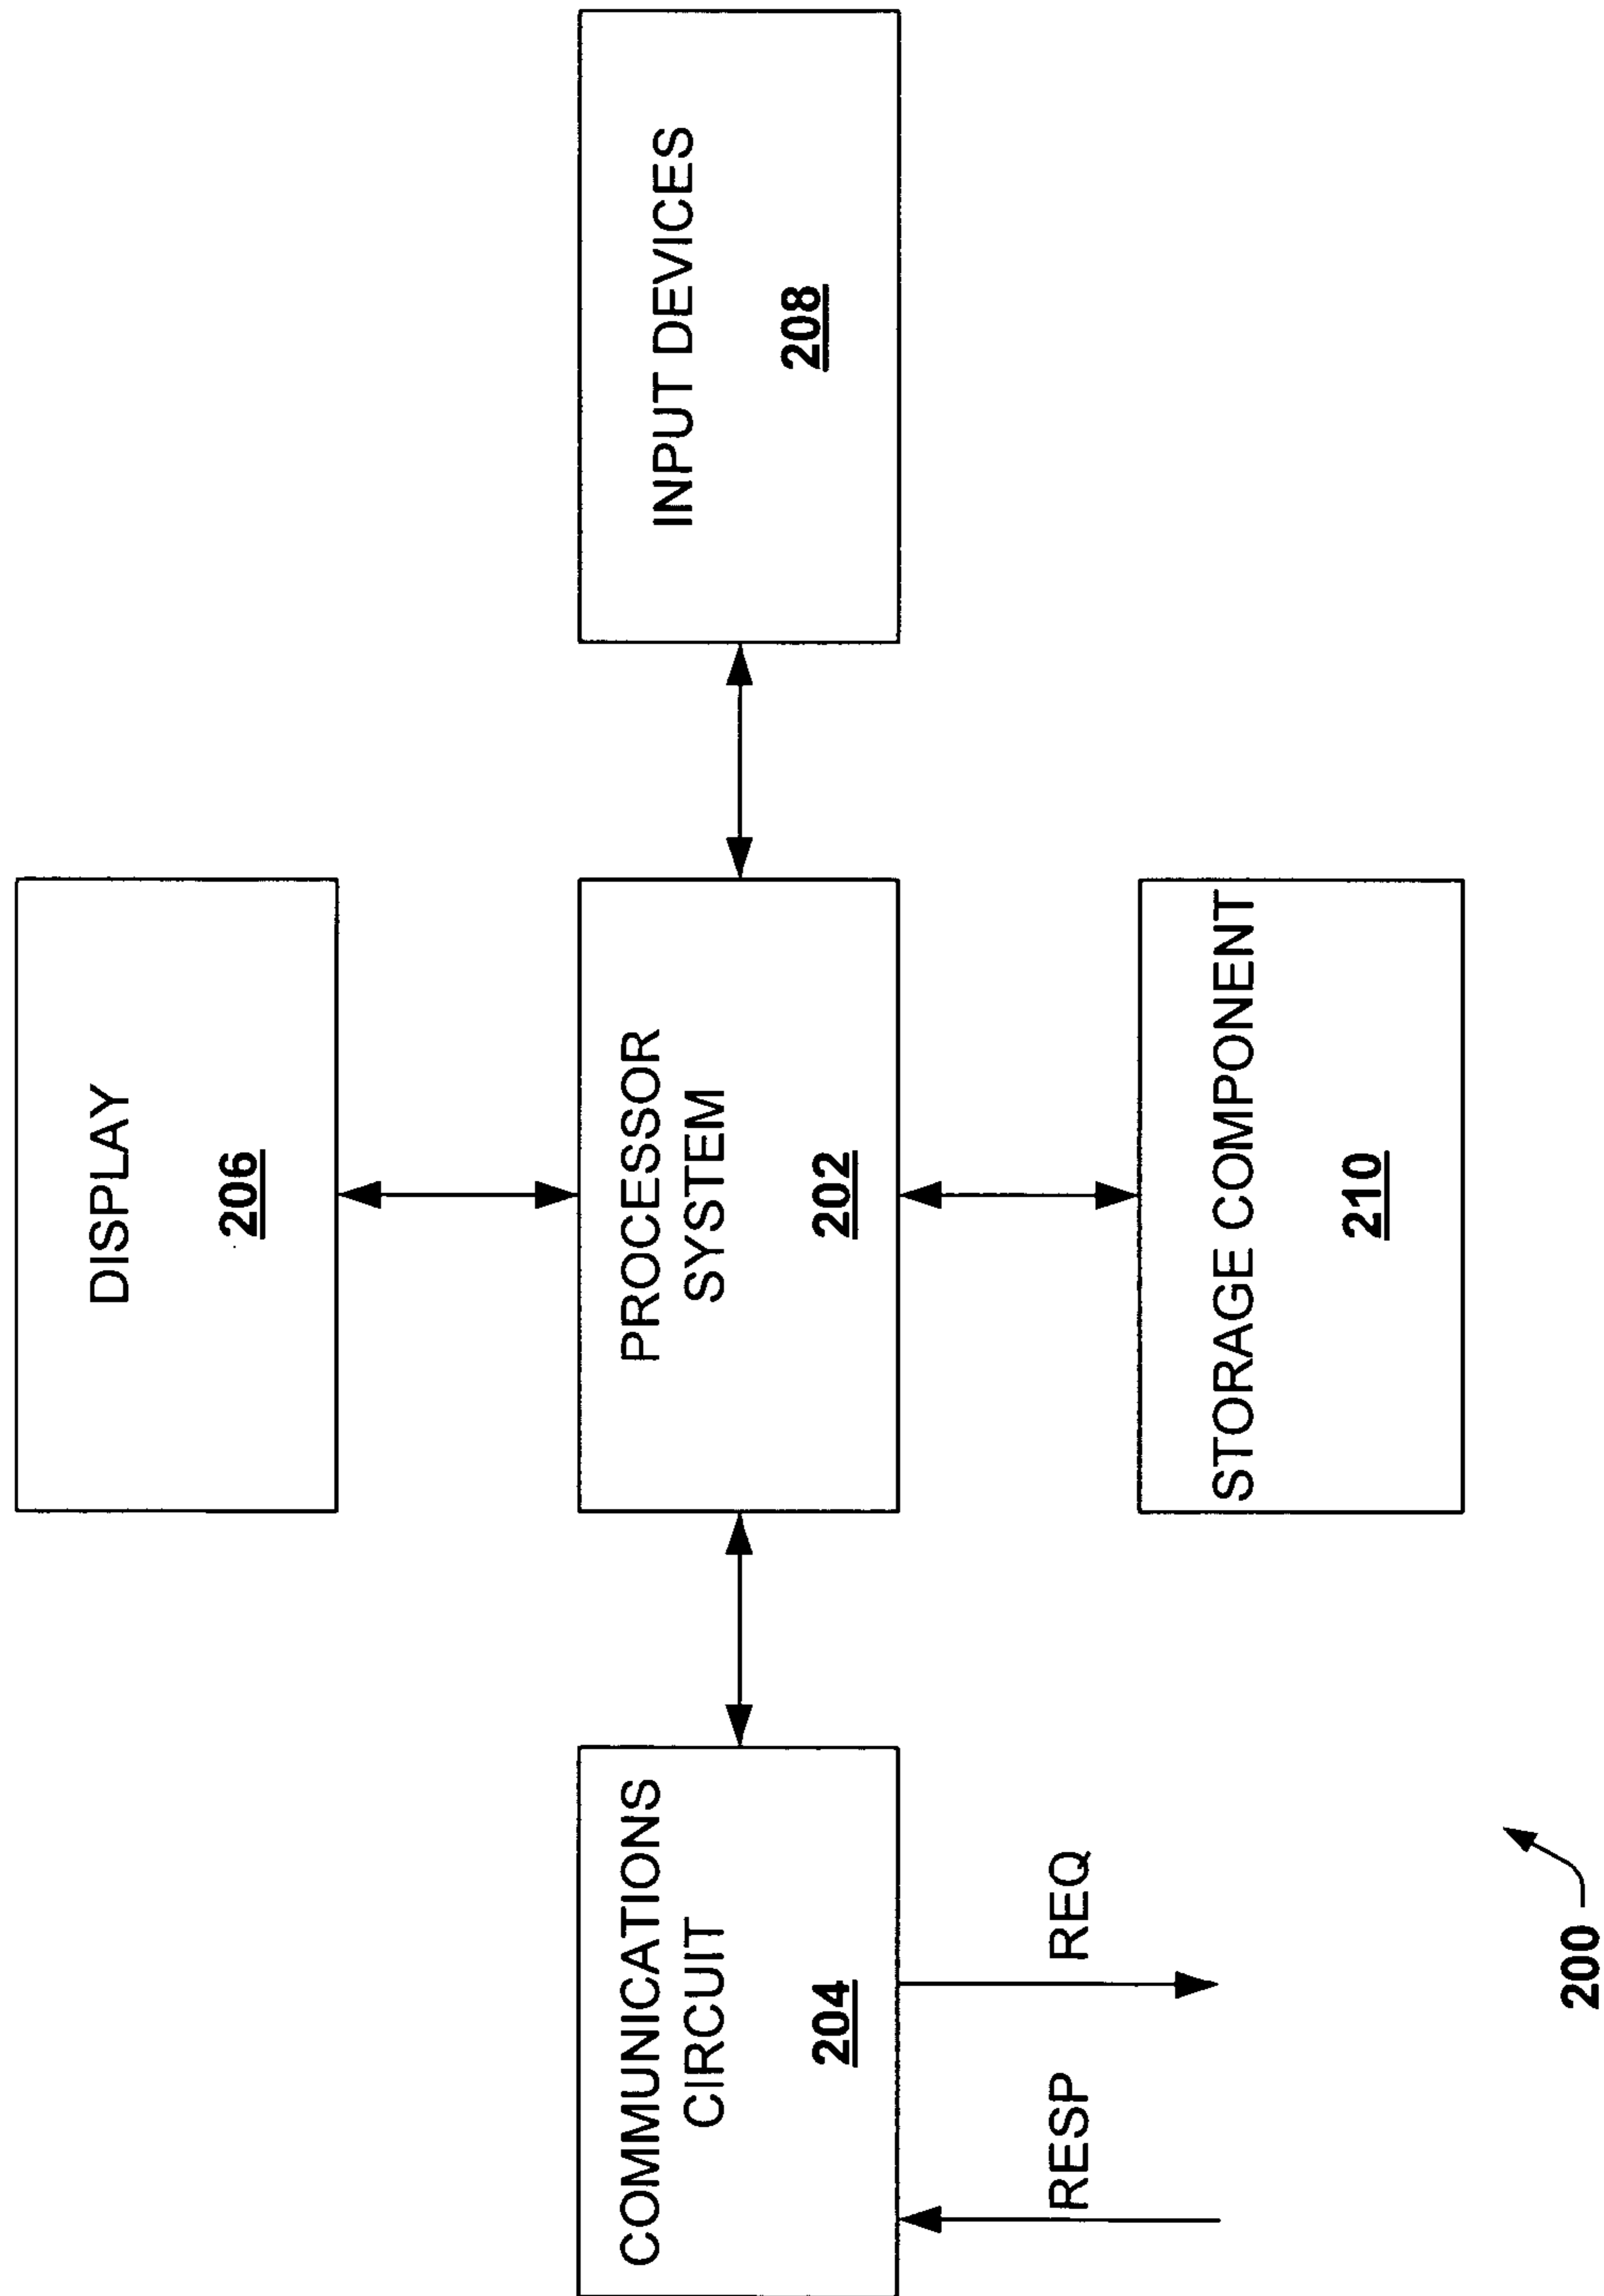 DISPLAY
206
COMMUNICATIONS
CIRCUIT
204
PROCESSOR
SYSTEM
202
INPUT DEVICES
208
RESP
REQ
STORAGE COMPONENT
210
200